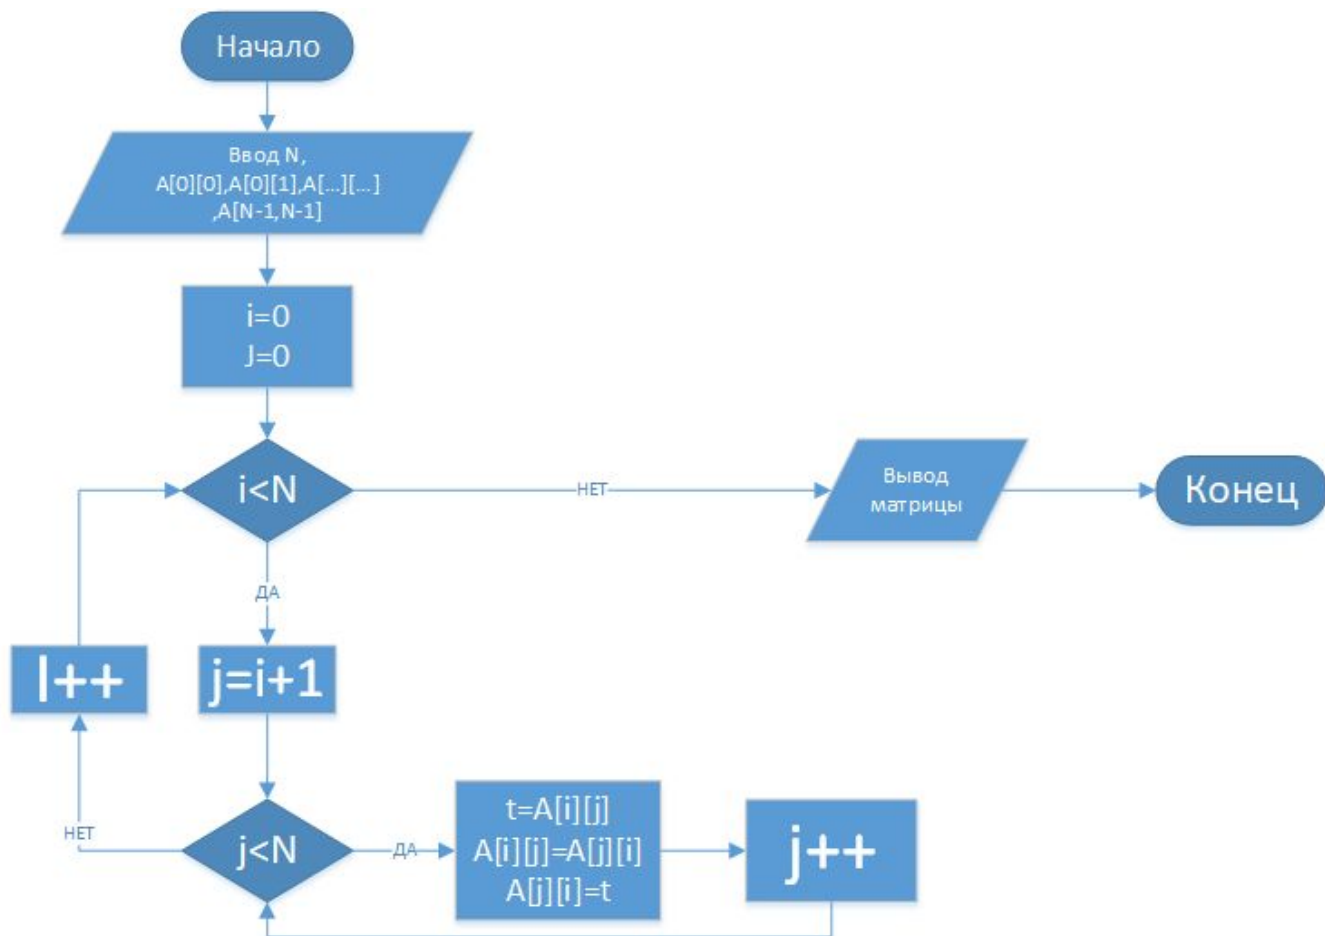 Начало
Ввод N,
A[0][0],A[0][1],A[...][...]
,A[N-1,N-1]
i=0
J=0
i<N
НЕТ
Вывод
матрицы
Конец
ДА
I++
j=i+1
НЕТ
j<N
ДА
t=A[i][j]
A[i][j]=A[j][i]
A[j][i]=t
j++